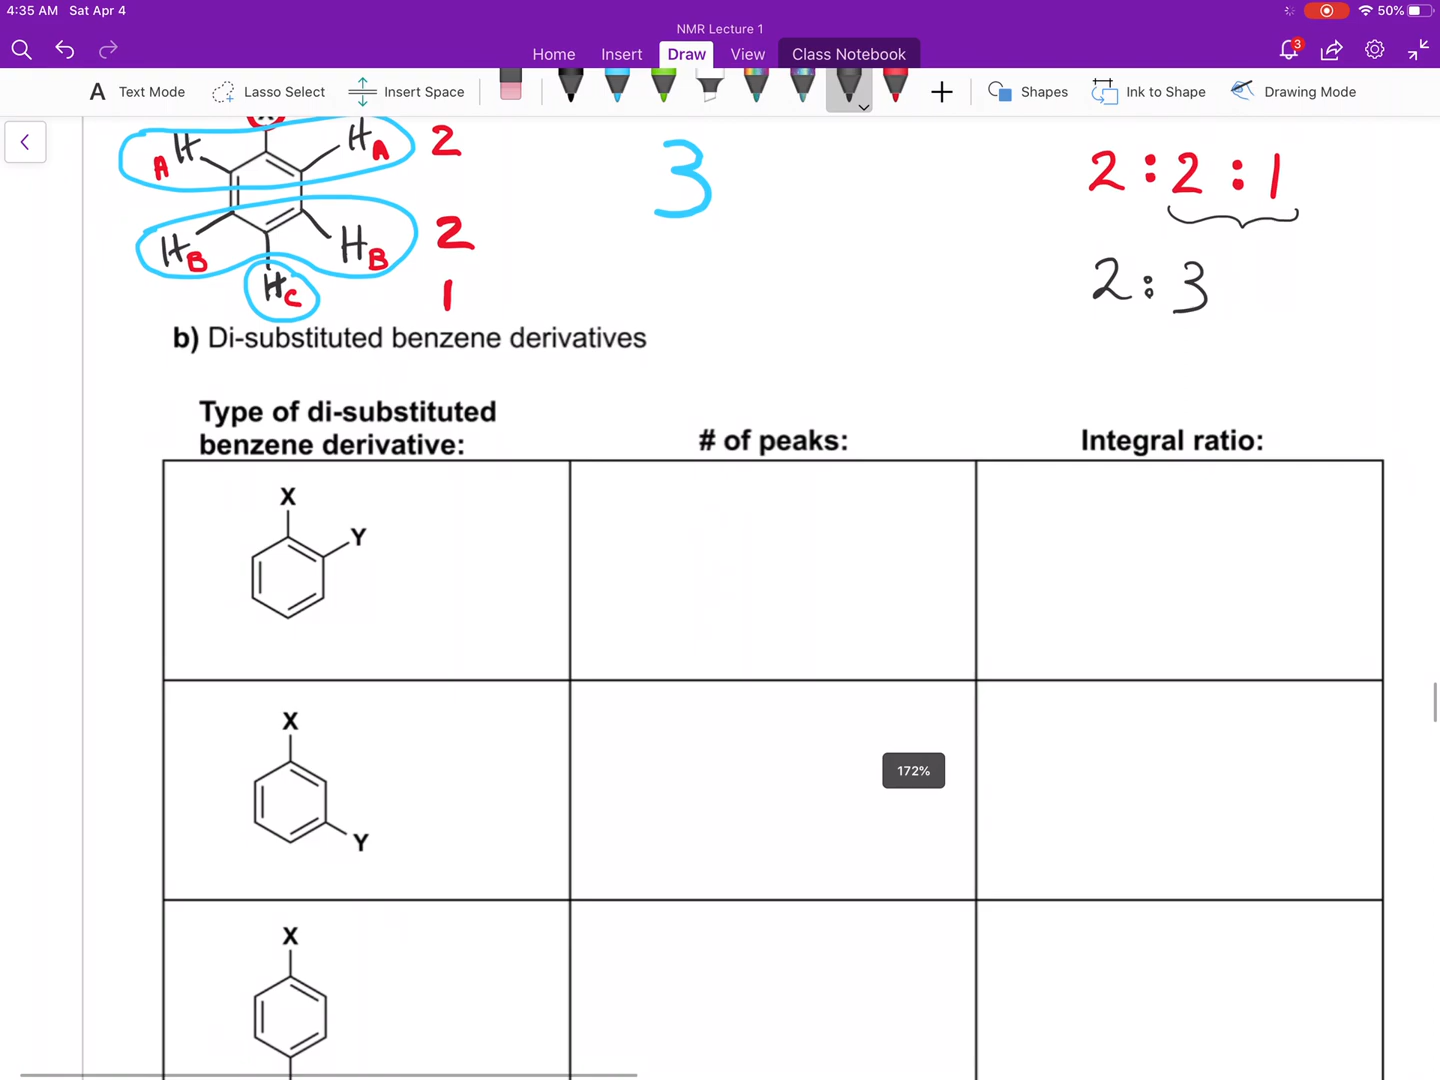 4:35 AM Sat Apr 4
50%
NMR Lecture 1
Home Insert Draw View Class Notebook
3
A Text Mode Lasso Select Insert Space Shapes Ink to Shape Drawing Mode
H H
A A 2
3
2 : 2 : 1
H B H B 2
H C 1
2 : 3
b) Di-substituted benzene derivatives
Type of di-substituted
benzene derivative:
# of peaks:
Integral ratio:
X
Y
X
172%
Y
X